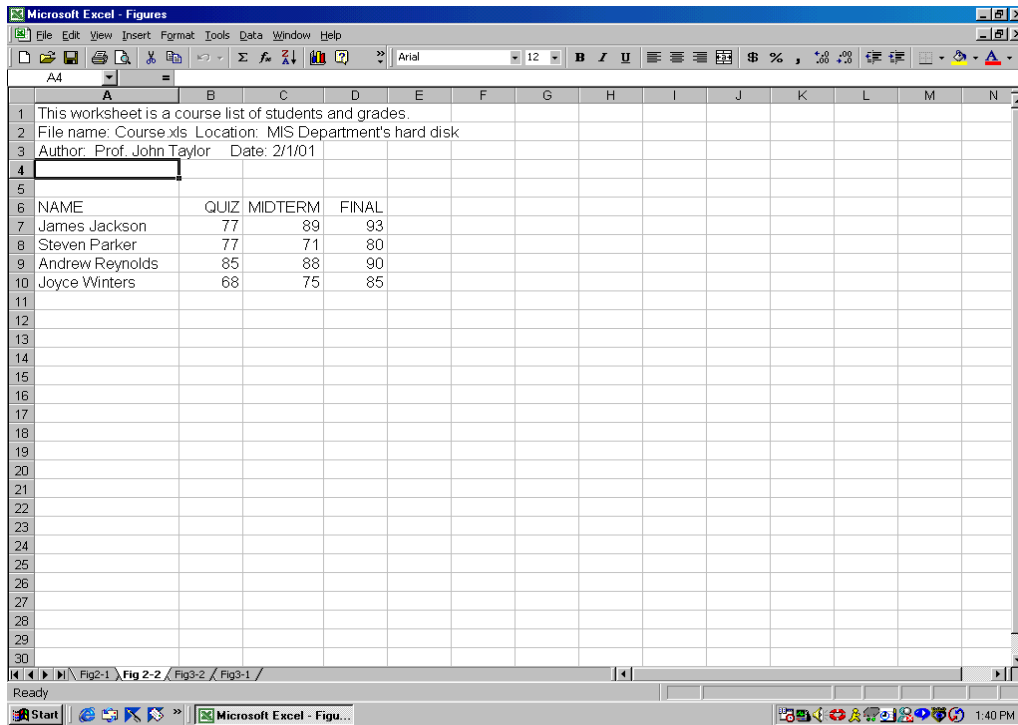 Microsoft Excel - Figures
File Edit View Insert Format Tools Data Window Help
Arial 12 B I U $ % ,
A4 =
A B C D E F G H I J K L M N
1 This worksheet is a course list of students and grades.
2 File name: Course.xls Location: MIS Department's hard disk
3 Author: Prof. John Taylor Date: 2/1/01
4
5
6 NAME QUIZ MIDTERM FINAL
7 James Jackson 77 89 93
8 Steven Parker 77 71 80
9 Andrew Reynolds 85 88 90
10 Joyce Winters 68 75 85
11
12
13
14
15
16
17
18
19
20
21
22
23
24
25
26
27
28
29
30
Fig2-1 Fig 2-2 Fig3-2 Fig3-1
Ready
Start Microsoft Excel - Figu... 1:40 PM